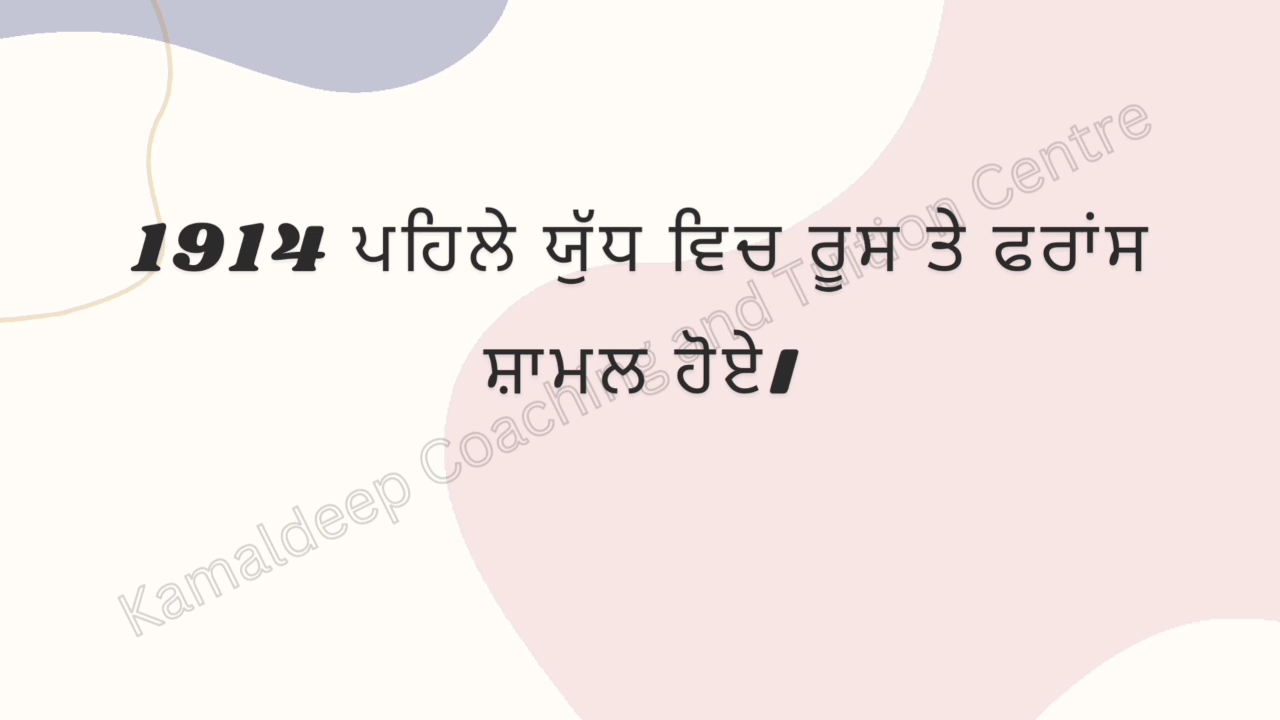 1914 ਪਹਿਲੇ ਯੁੱਧ ਵਿਚ ਰੂਸ ਤੇ ਫਰਾਂਸ
ਸ਼ਾਮਲ ਹੋਏ।
Kamaldeep Coaching and Tuition Centre